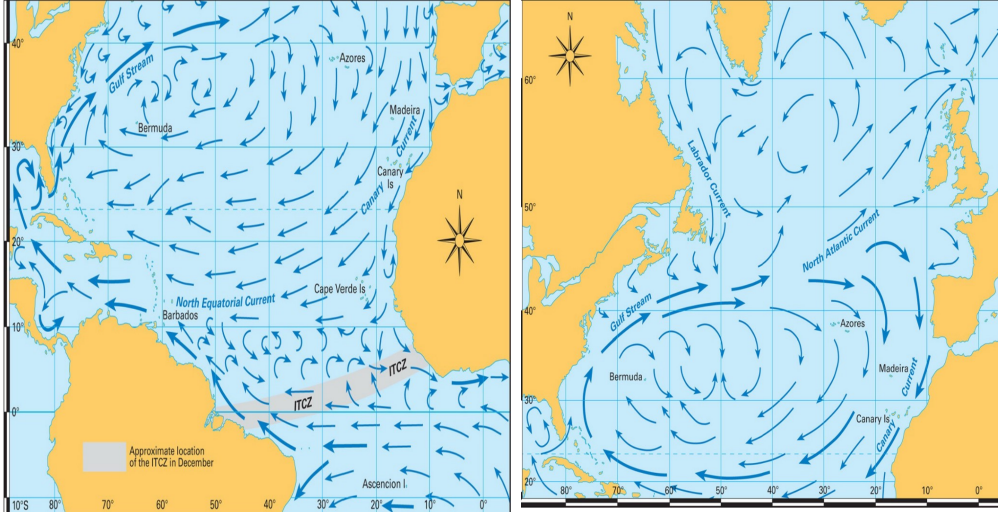 40°
Gulf Stream
Azores
Madeira
Bermuda
30°
Canary Is
Canary Current
N
20°
Cape Verde Is
North Equatorial Current
Barbados
10°
ITCZ
ITCZ
0°
Approximate location
of the ITCZ in December
Ascencion I.
10°S 80° 70° 60° 50° 40° 30° 20° 10° 0°
N
60°
Labrador Current
50°
North Atlantic Current
Gulf Stream
40°
Azores
Bermuda
Madeira
30°
Canary Is
Canary Current
20°
80° 70° 60° 50° 40° 30° 20° 10° 0°